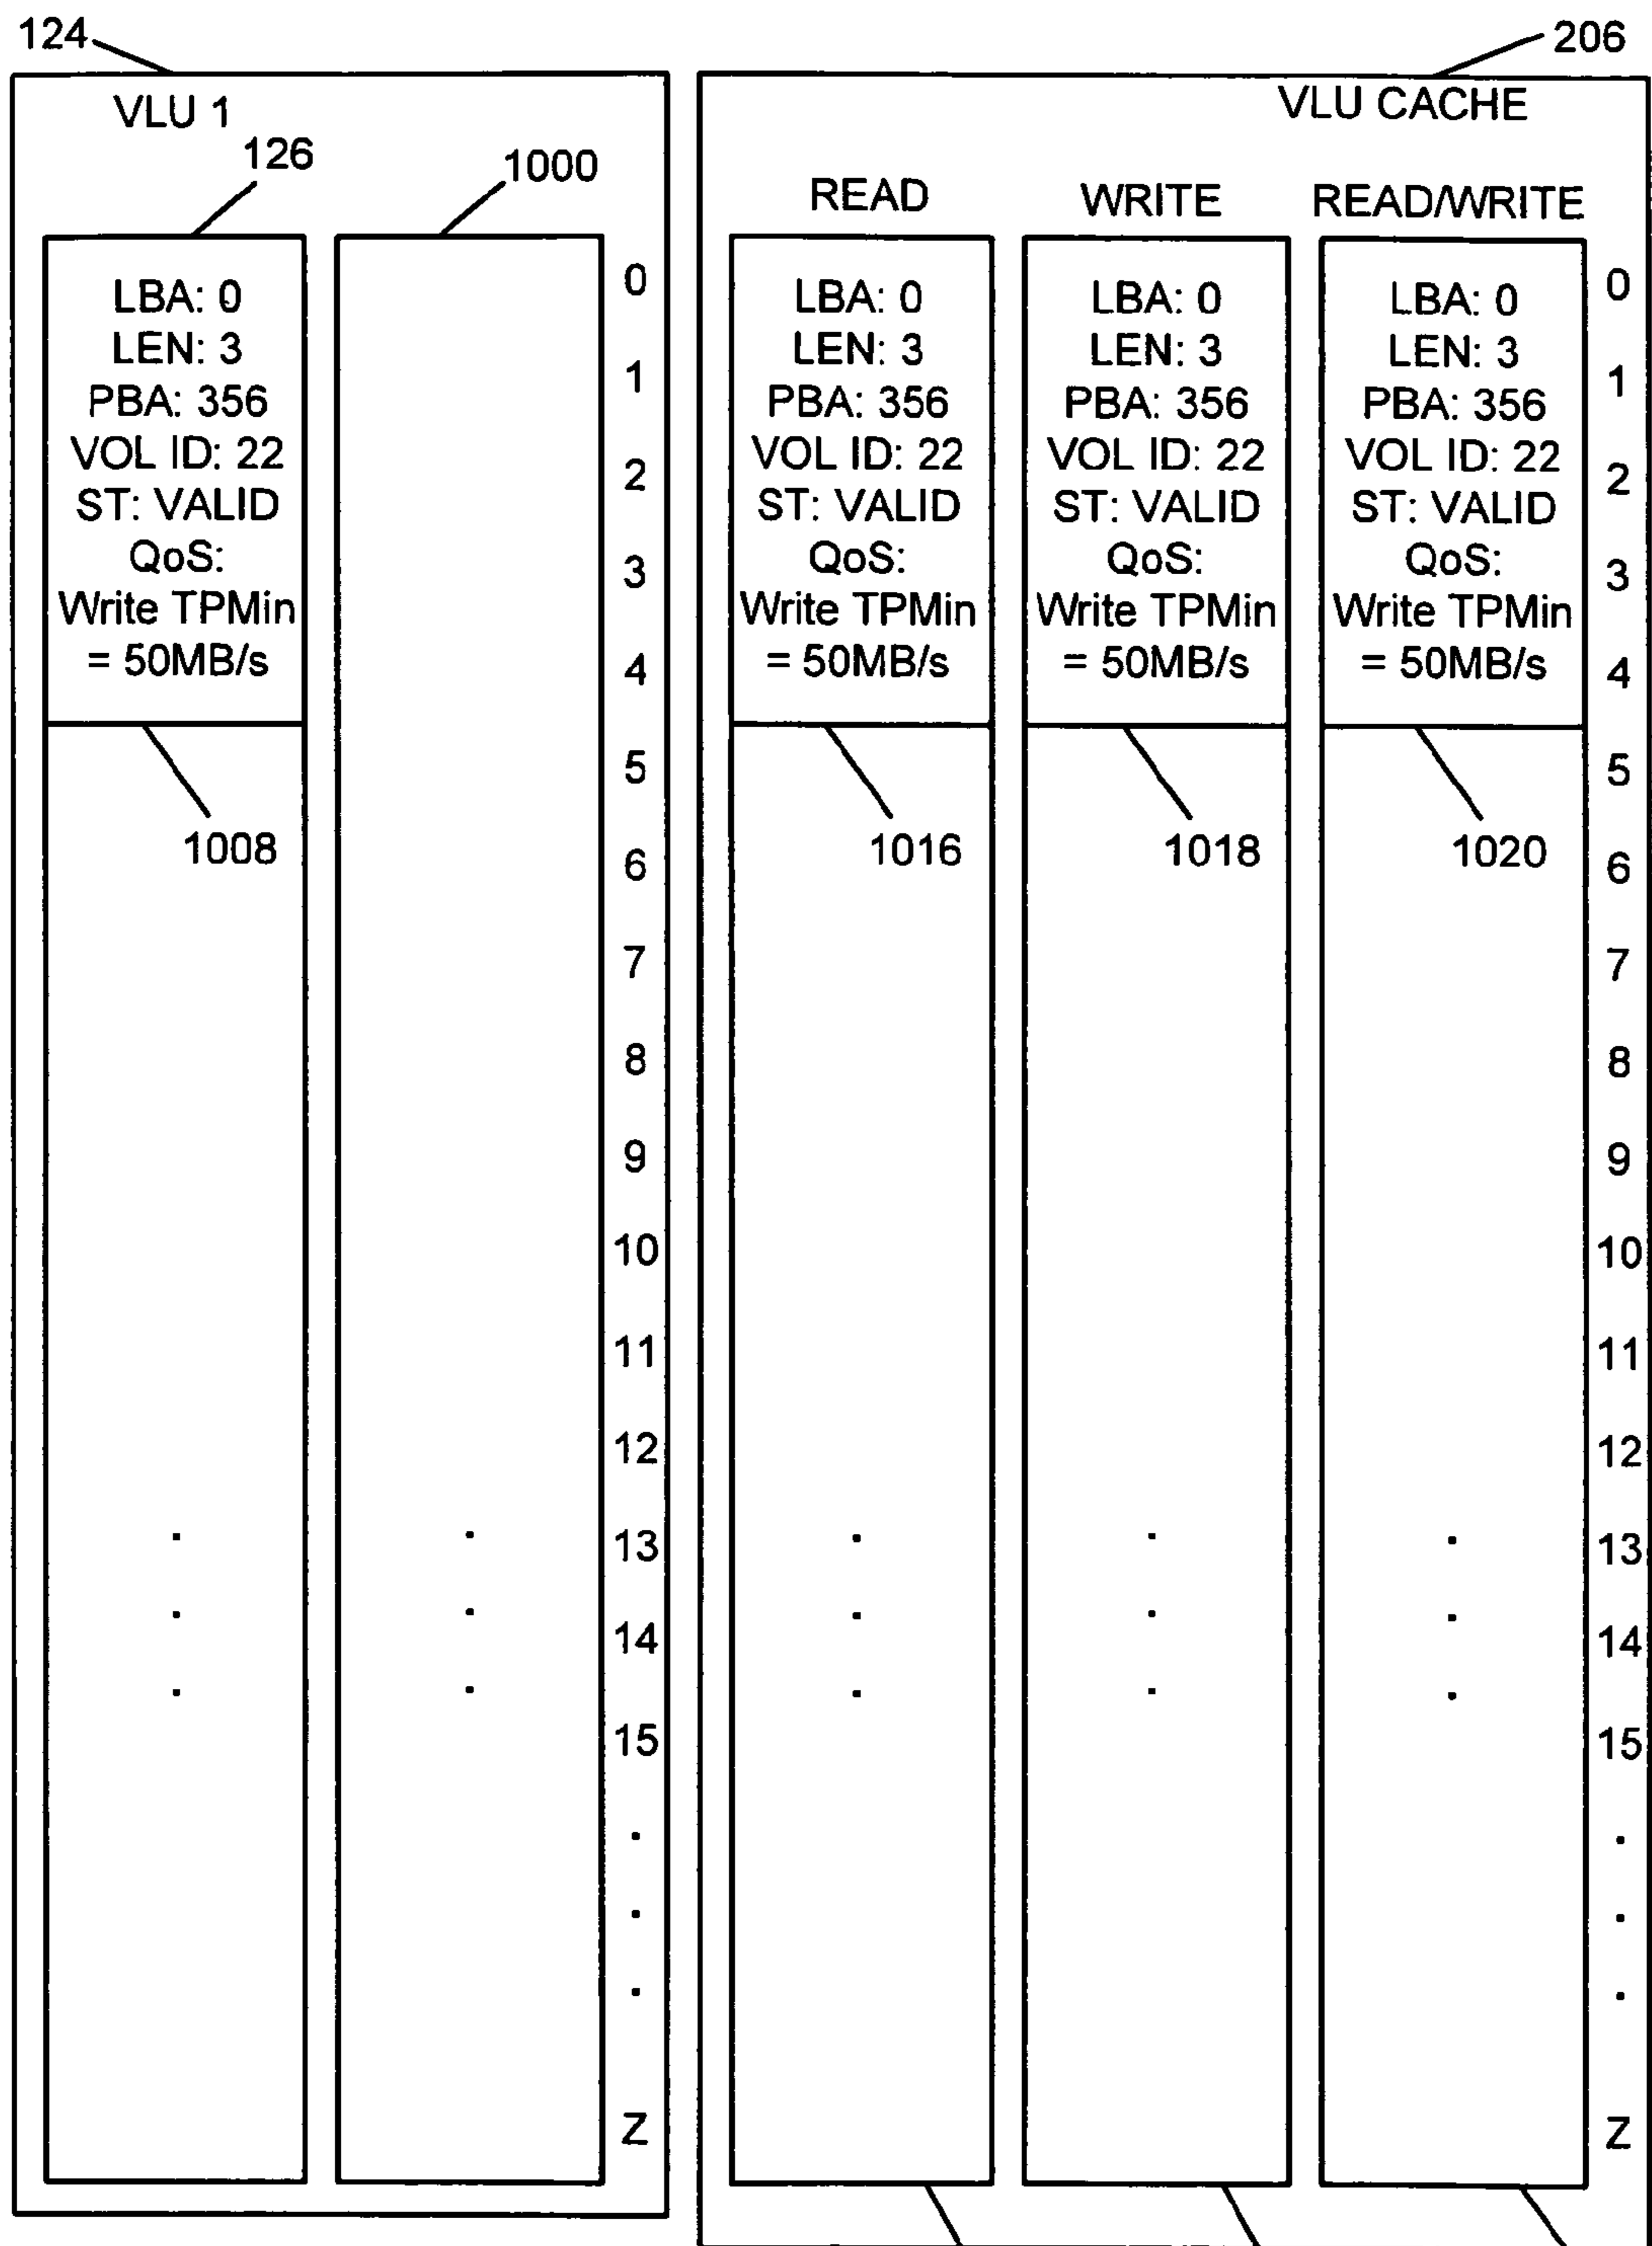 124
206
VLU 1
VLU CACHE
126
1000
READ
WRITE
READ/WRITE
LBA: 0
LEN: 3
PBA: 356
VOL ID: 22
ST: VALID
QoS:
Write TPMin
= 50MB/s
1008
0
1
2
3
4
5
6
7
8
9
10
11
12
13
14
15
.
.
.
Z
LBA: 0
LEN: 3
PBA: 356
VOL ID: 22
ST: VALID
QoS:
Write TPMin
= 50MB/s
1016
LBA: 0
LEN: 3
PBA: 356
VOL ID: 22
ST: VALID
QoS:
Write TPMin
= 50MB/s
1018
LBA: 0
LEN: 3
PBA: 356
VOL ID: 22
ST: VALID
QoS:
Write TPMin
= 50MB/s
1020
0
1
2
3
4
5
6
7
8
9
10
11
12
13
14
15
.
.
.
Z